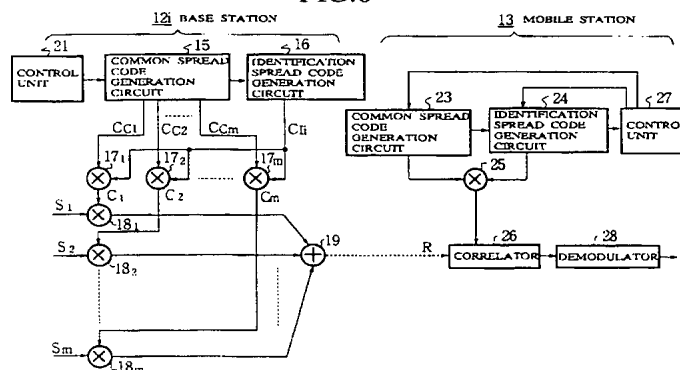 12i BASE STATION
13 MOBILE STATION
21
15
16
CONTROL
UNIT
COMMON SPREAD
CODE
GENERATION
CIRCUIT
IDENTIFICATION
SPREAD CODE
GENERATION
CIRCUIT
23
24
27
COMMON SPREAD
CODE
GENERATION
CIRCUIT
IDENTIFICATION
SPREAD CODE
GENERATION
CIRCUIT
CONTROL
UNIT
CC1
CC2
CCm
CIi
171
172
17m
25
C1
C2
Cm
S1
181
S2
182
19
R
26
28
CORRELATOR
DEMODULATOR
Sm
18m